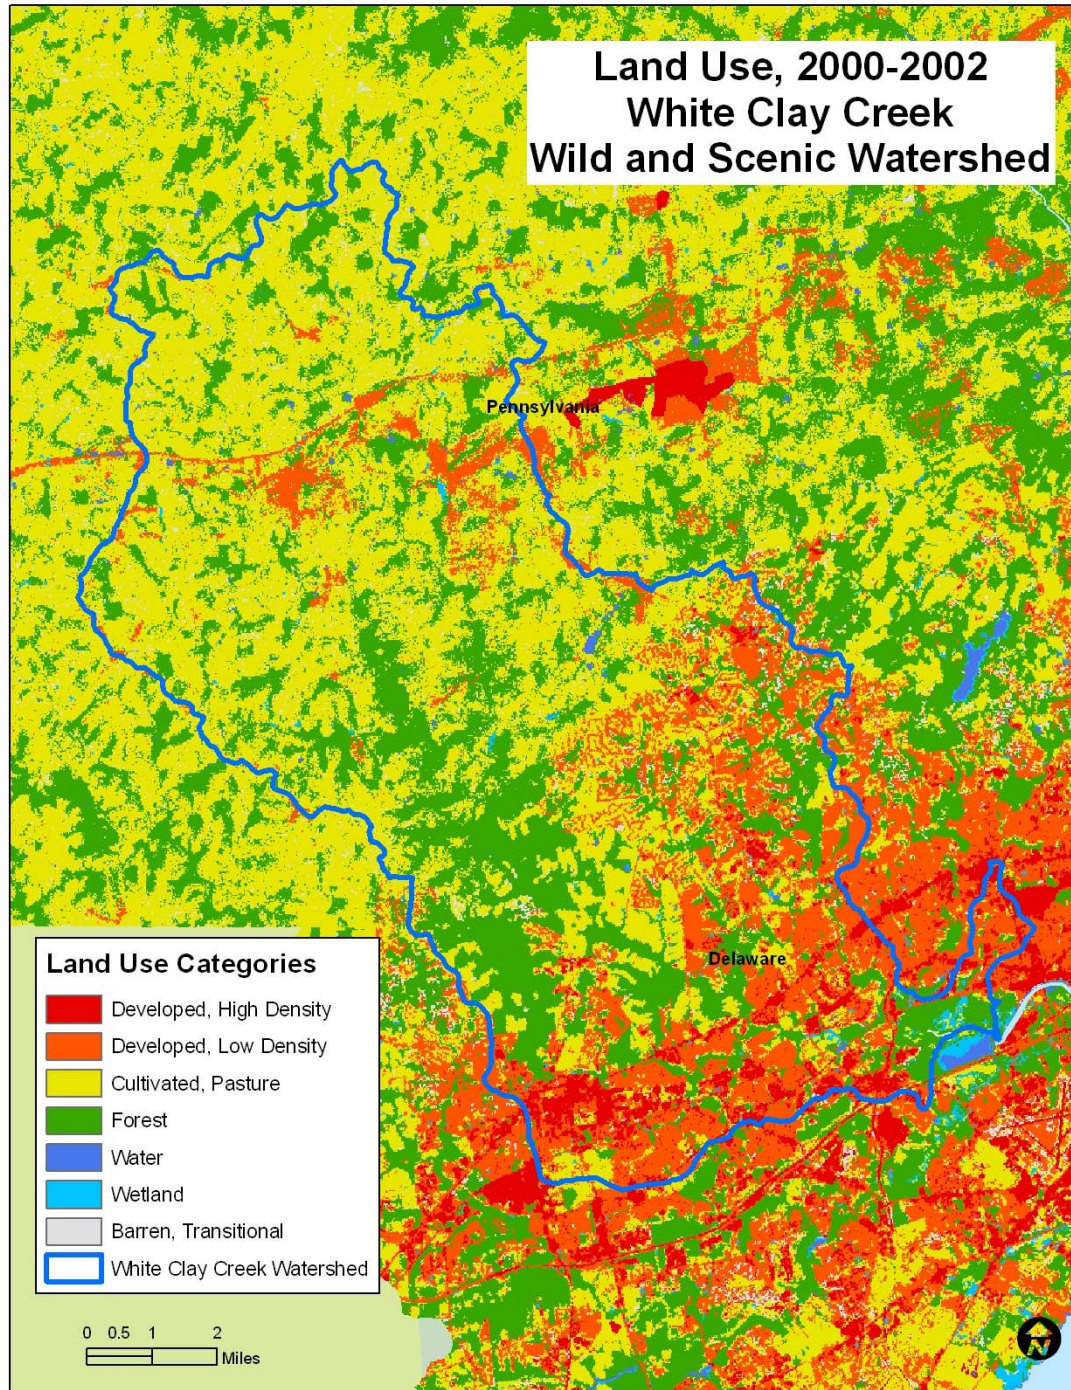 Land Use, 2000-2002
White Clay Creek
Wild and Scenic Watershed
Pennsylvania
Delaware
Land Use Categories
Developed, High Density
Developed, Low Density
Cultivated, Pasture
Forest
Water
Wetland
Barren, Transitional
White Clay Creek Watershed
0 0.5 1 2
Miles
N